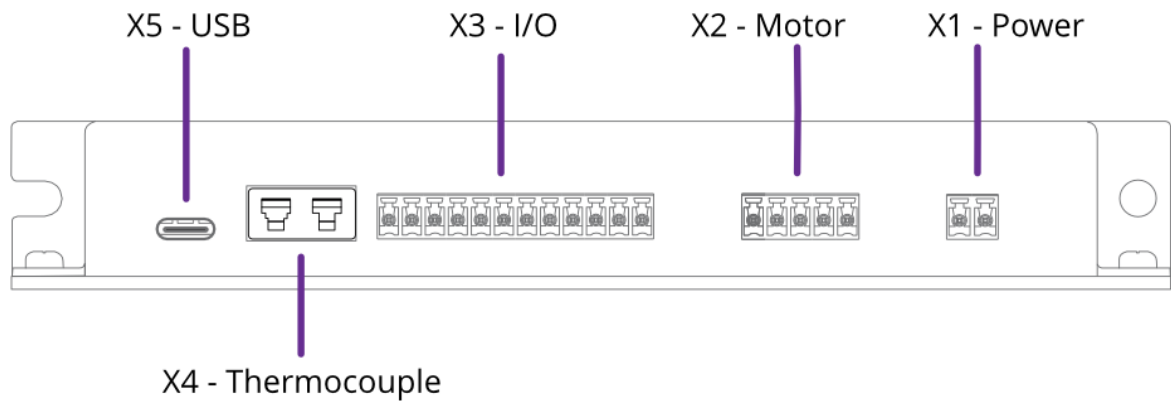 X5 - USB
X3 - I/O
X2 - Motor
X1 - Power
X4 - Thermocouple